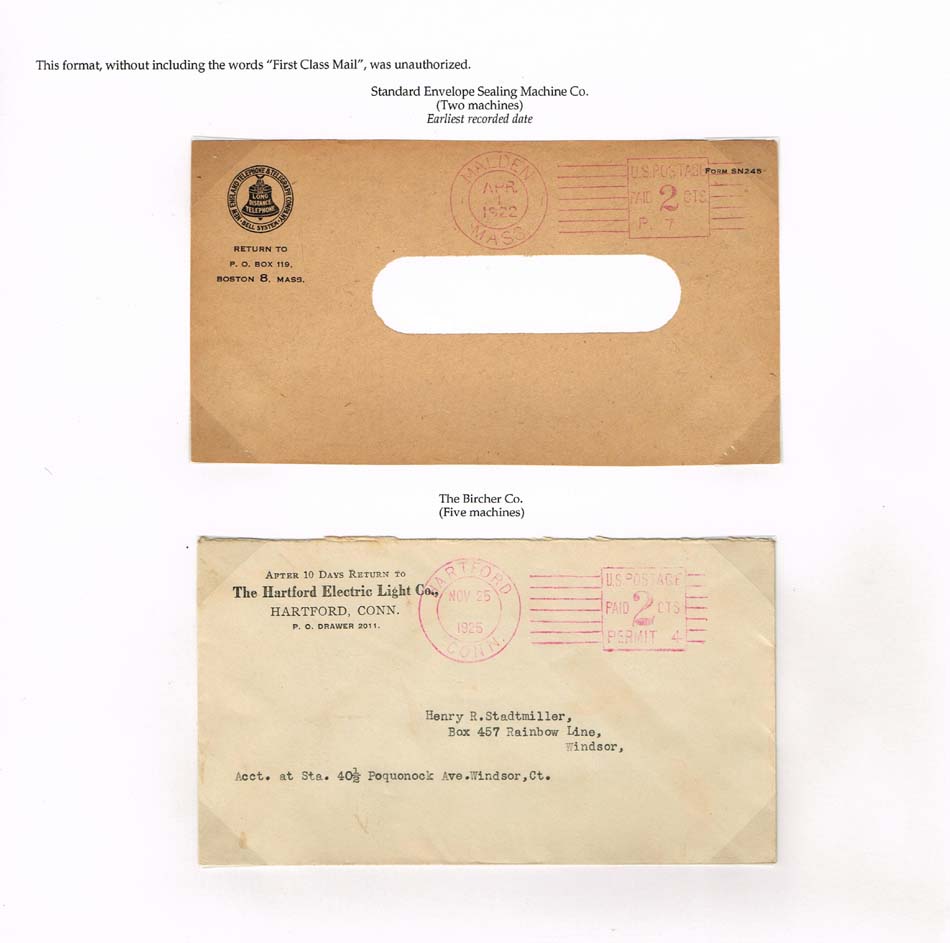 This format, without including the words “First Class Mail”, was unauthorized.
Standard Envelope Sealing Machine Co.
(Two machines)
Earliest recorded date
NEW ENGLAND TELEPHONE & TELEGRAPH COMPANY
LONG
DISTANCE
TELEPHONE
BELL SYSTEM
RETURN TO
P. O. BOX 119,
BOSTON 8, MASS.
MALDEN
APR
1922
MASS.
U.S. POSTAGE
PAID 2 CTS.
P. 7
FORM SN245
The Bircher Co.
(Five machines)
AFTER 10 DAYS RETURN TO
The Hartford Electric Light Co.,
HARTFORD, CONN.
P. O. DRAWER 2011.
HARTFORD
NOV 25
1925
CONN.
U.S. POSTAGE
PAID 2 CTS
PERMIT 4
Henry R.Stadtmiller,
Box 457 Rainbow Line,
Windsor,
Acct. at Sta. 40½ Poquonock Ave.Windsor,Ct.